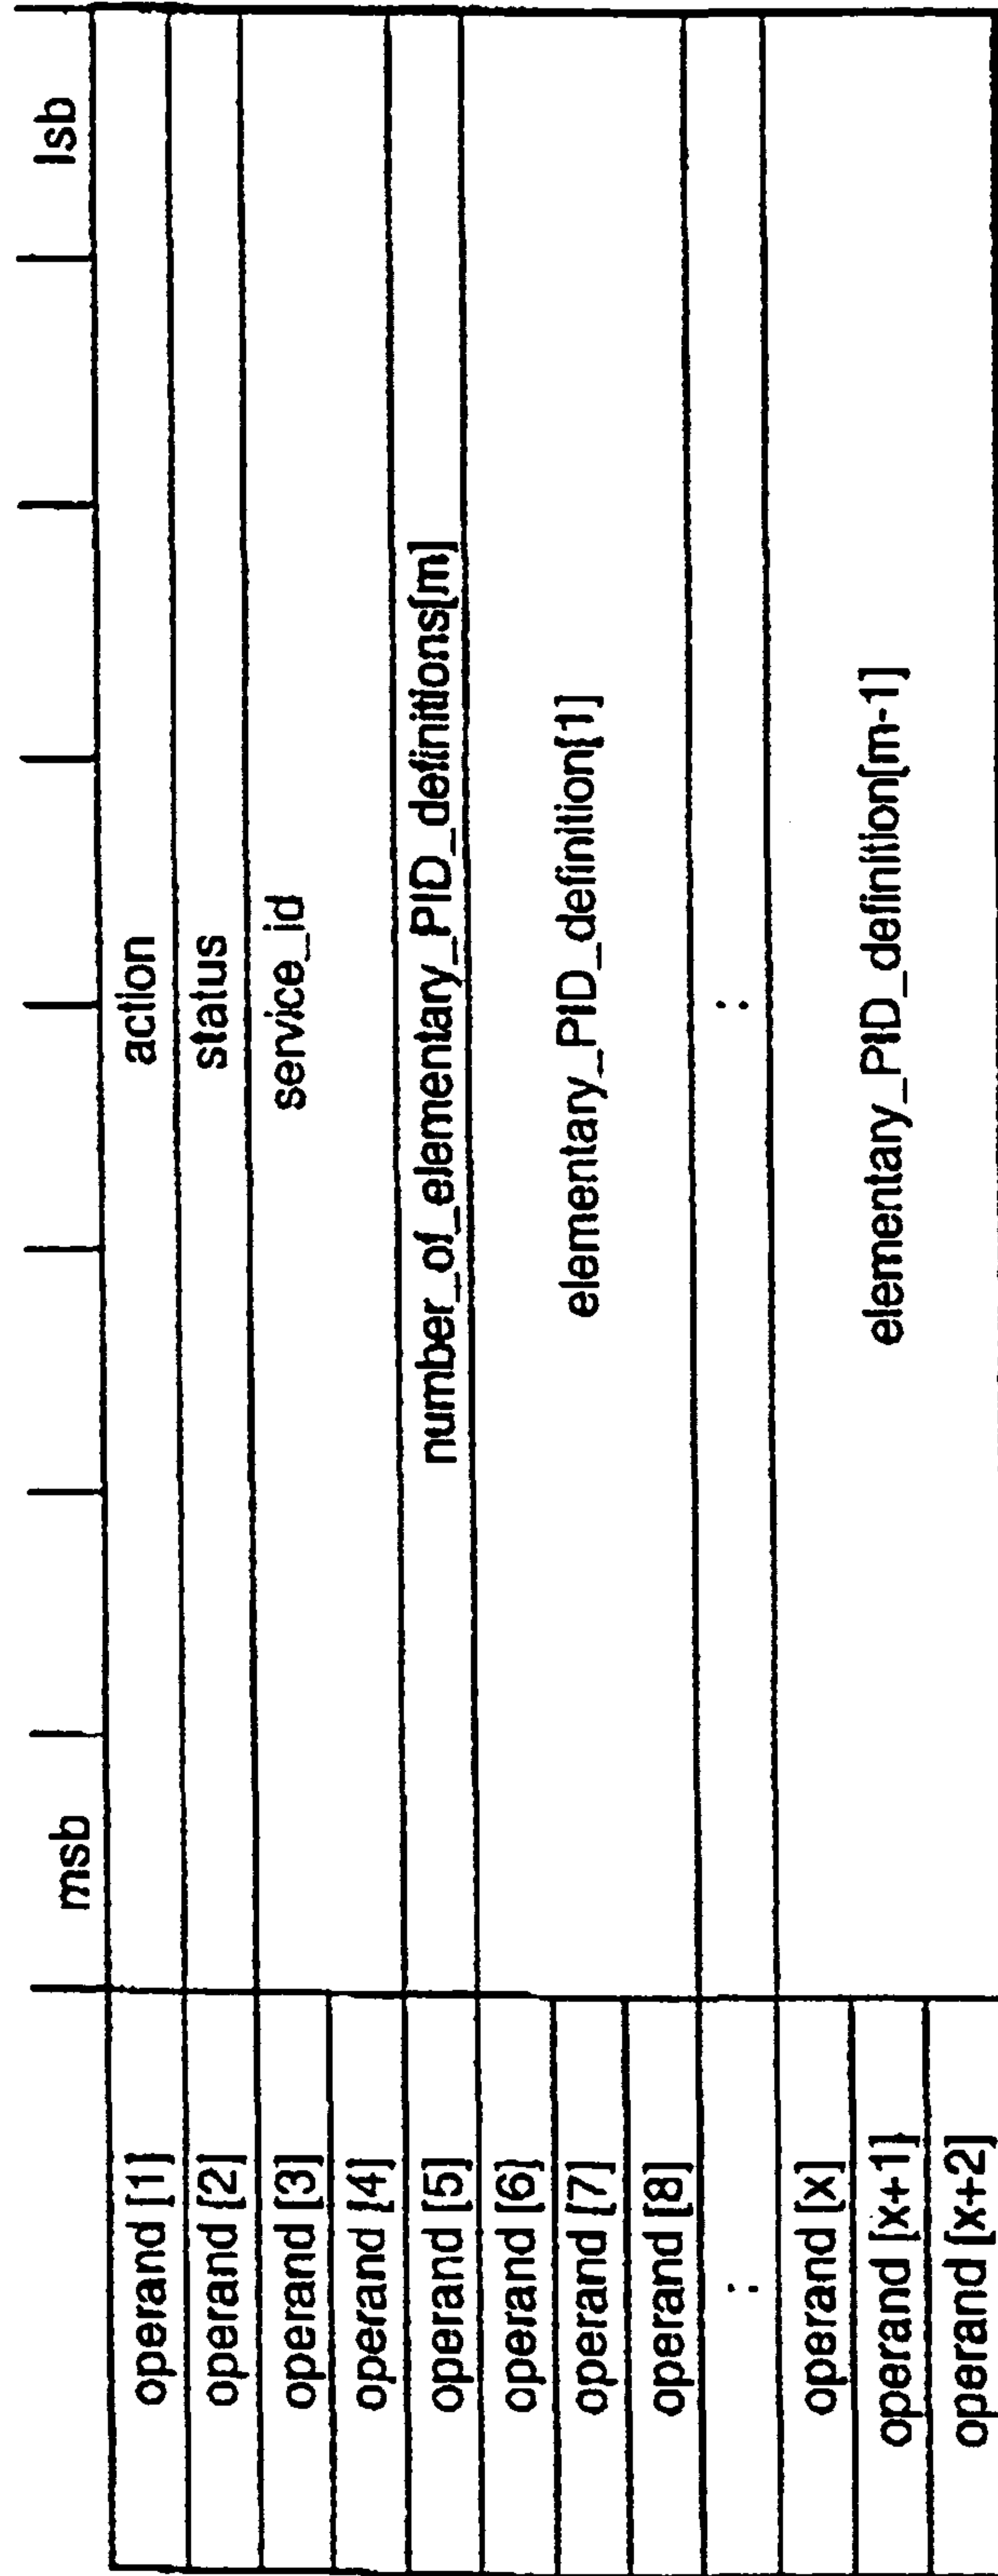 msb lsb
operand [1] action
operand [2] status
operand [3] service_id
operand [4]
operand [5] number_of_elementary_PID_definitions[m]
operand [6]
operand [7] elementary_PID_definition[1]
operand [8]
: :
operand [x]
operand [x+1] elementary_PID_definition[m-1]
operand [x+2]